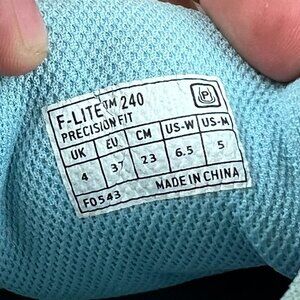 F-LITE™ 240
PRECISION FIT
UK EU CM US-W US-M
4 37 23 6.5 5
F0543 MADE IN CHINA